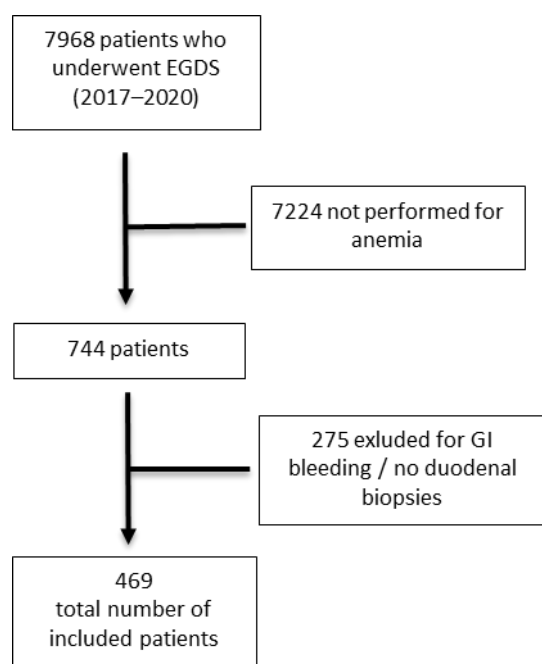 7968 patients who
underwent EGDS
(2017–2020)
7224 not performed for
anemia
744 patients
275 exluded for GI
bleeding / no duodenal
biopsies
469
total number of
included patients